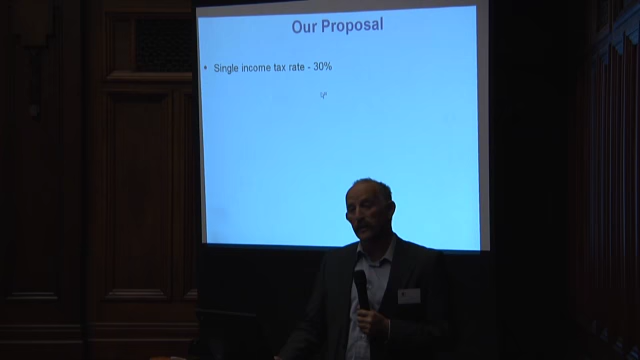 Our Proposal
• Single income tax rate - 30%